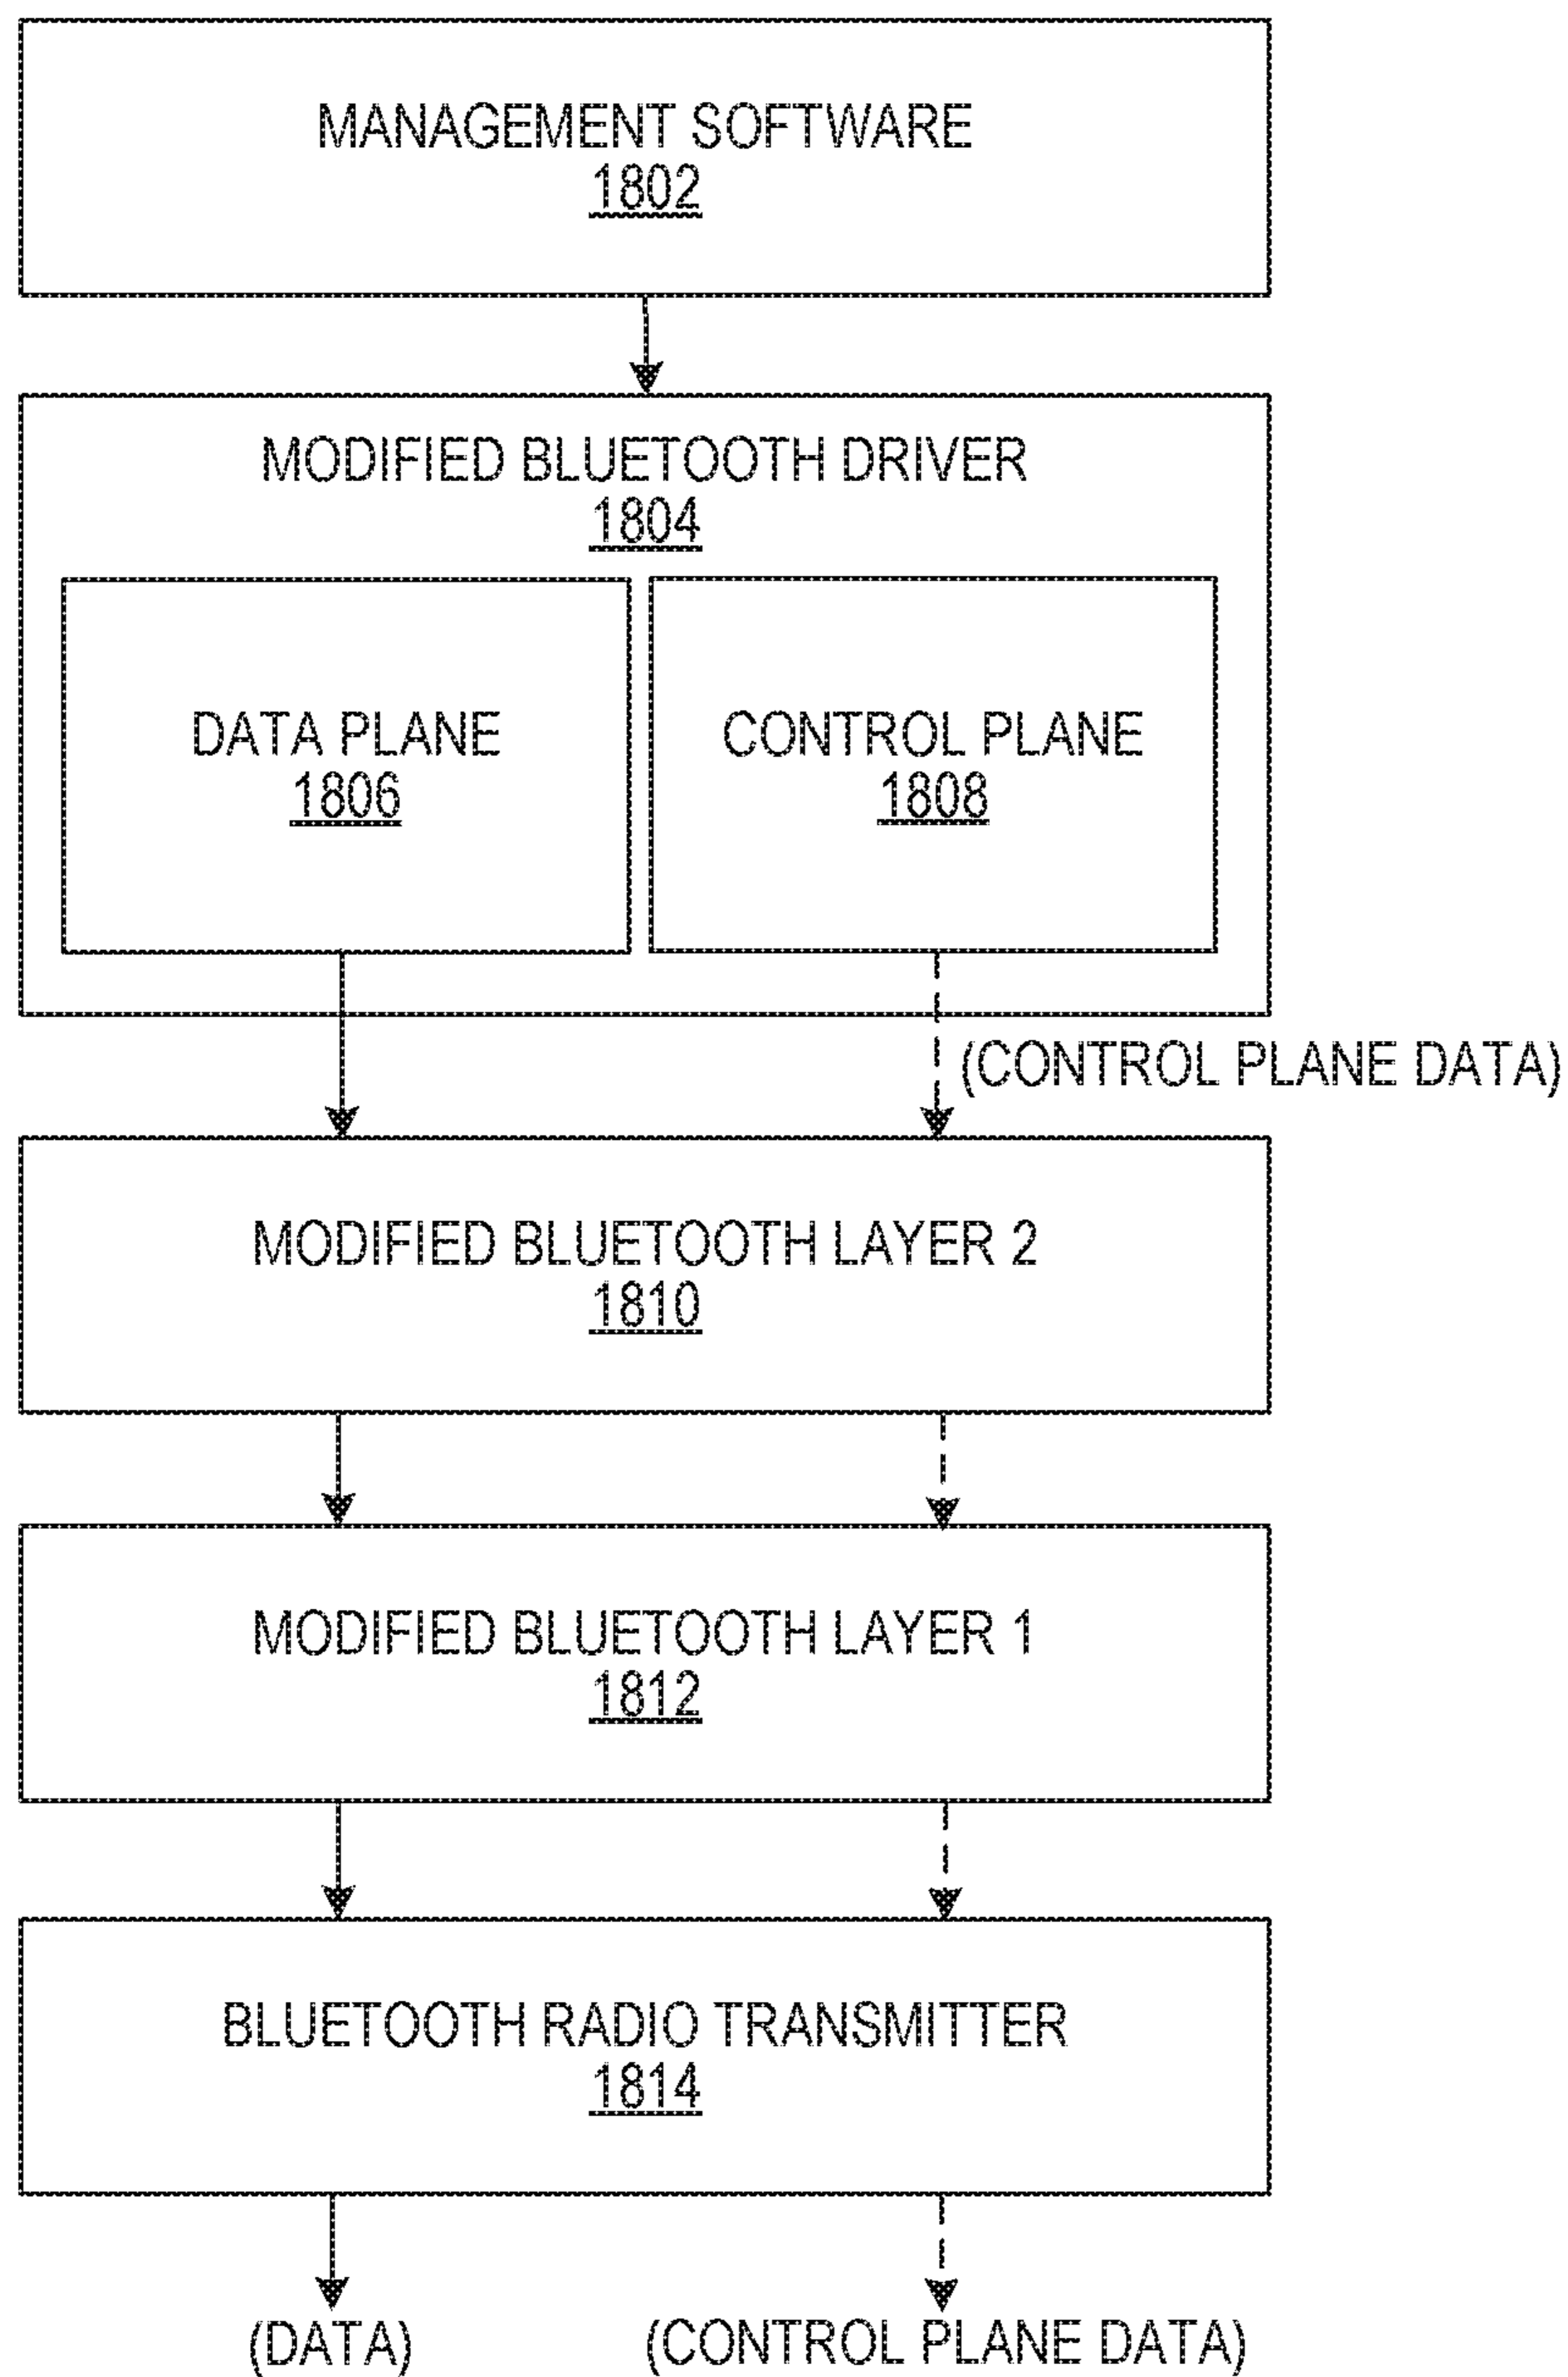 MANAGEMENT SOFTWARE
1802
MODIFIED BLUETOOTH DRIVER
1804
DATA PLANE
1806
CONTROL PLANE
1808
(CONTROL PLANE DATA)
MODIFIED BLUETOOTH LAYER 2
1810
MODIFIED BLUETOOTH LAYER 1
1812
BLUETOOTH RADIO TRANSMITTER
1814
(DATA)
(CONTROL PLANE DATA)